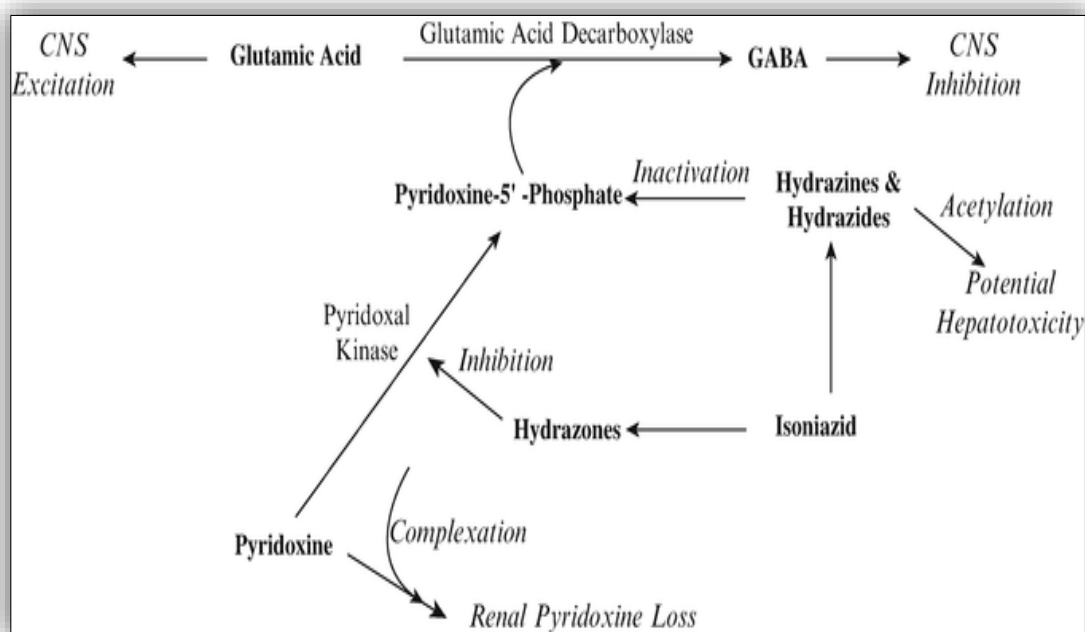 CNS
Excitation
Glutamic Acid
Glutamic Acid Decarboxylase
GABA
CNS
Inhibition
Pyridoxine-5' -Phosphate
Inactivation
Hydrazines &
Hydrazides
Acetylation
Potential
Hepatotoxicity
Pyridoxal
Kinase
Inhibition
Hydrazones
Isoniazid
Pyridoxine
Complexation
Renal Pyridoxine Loss